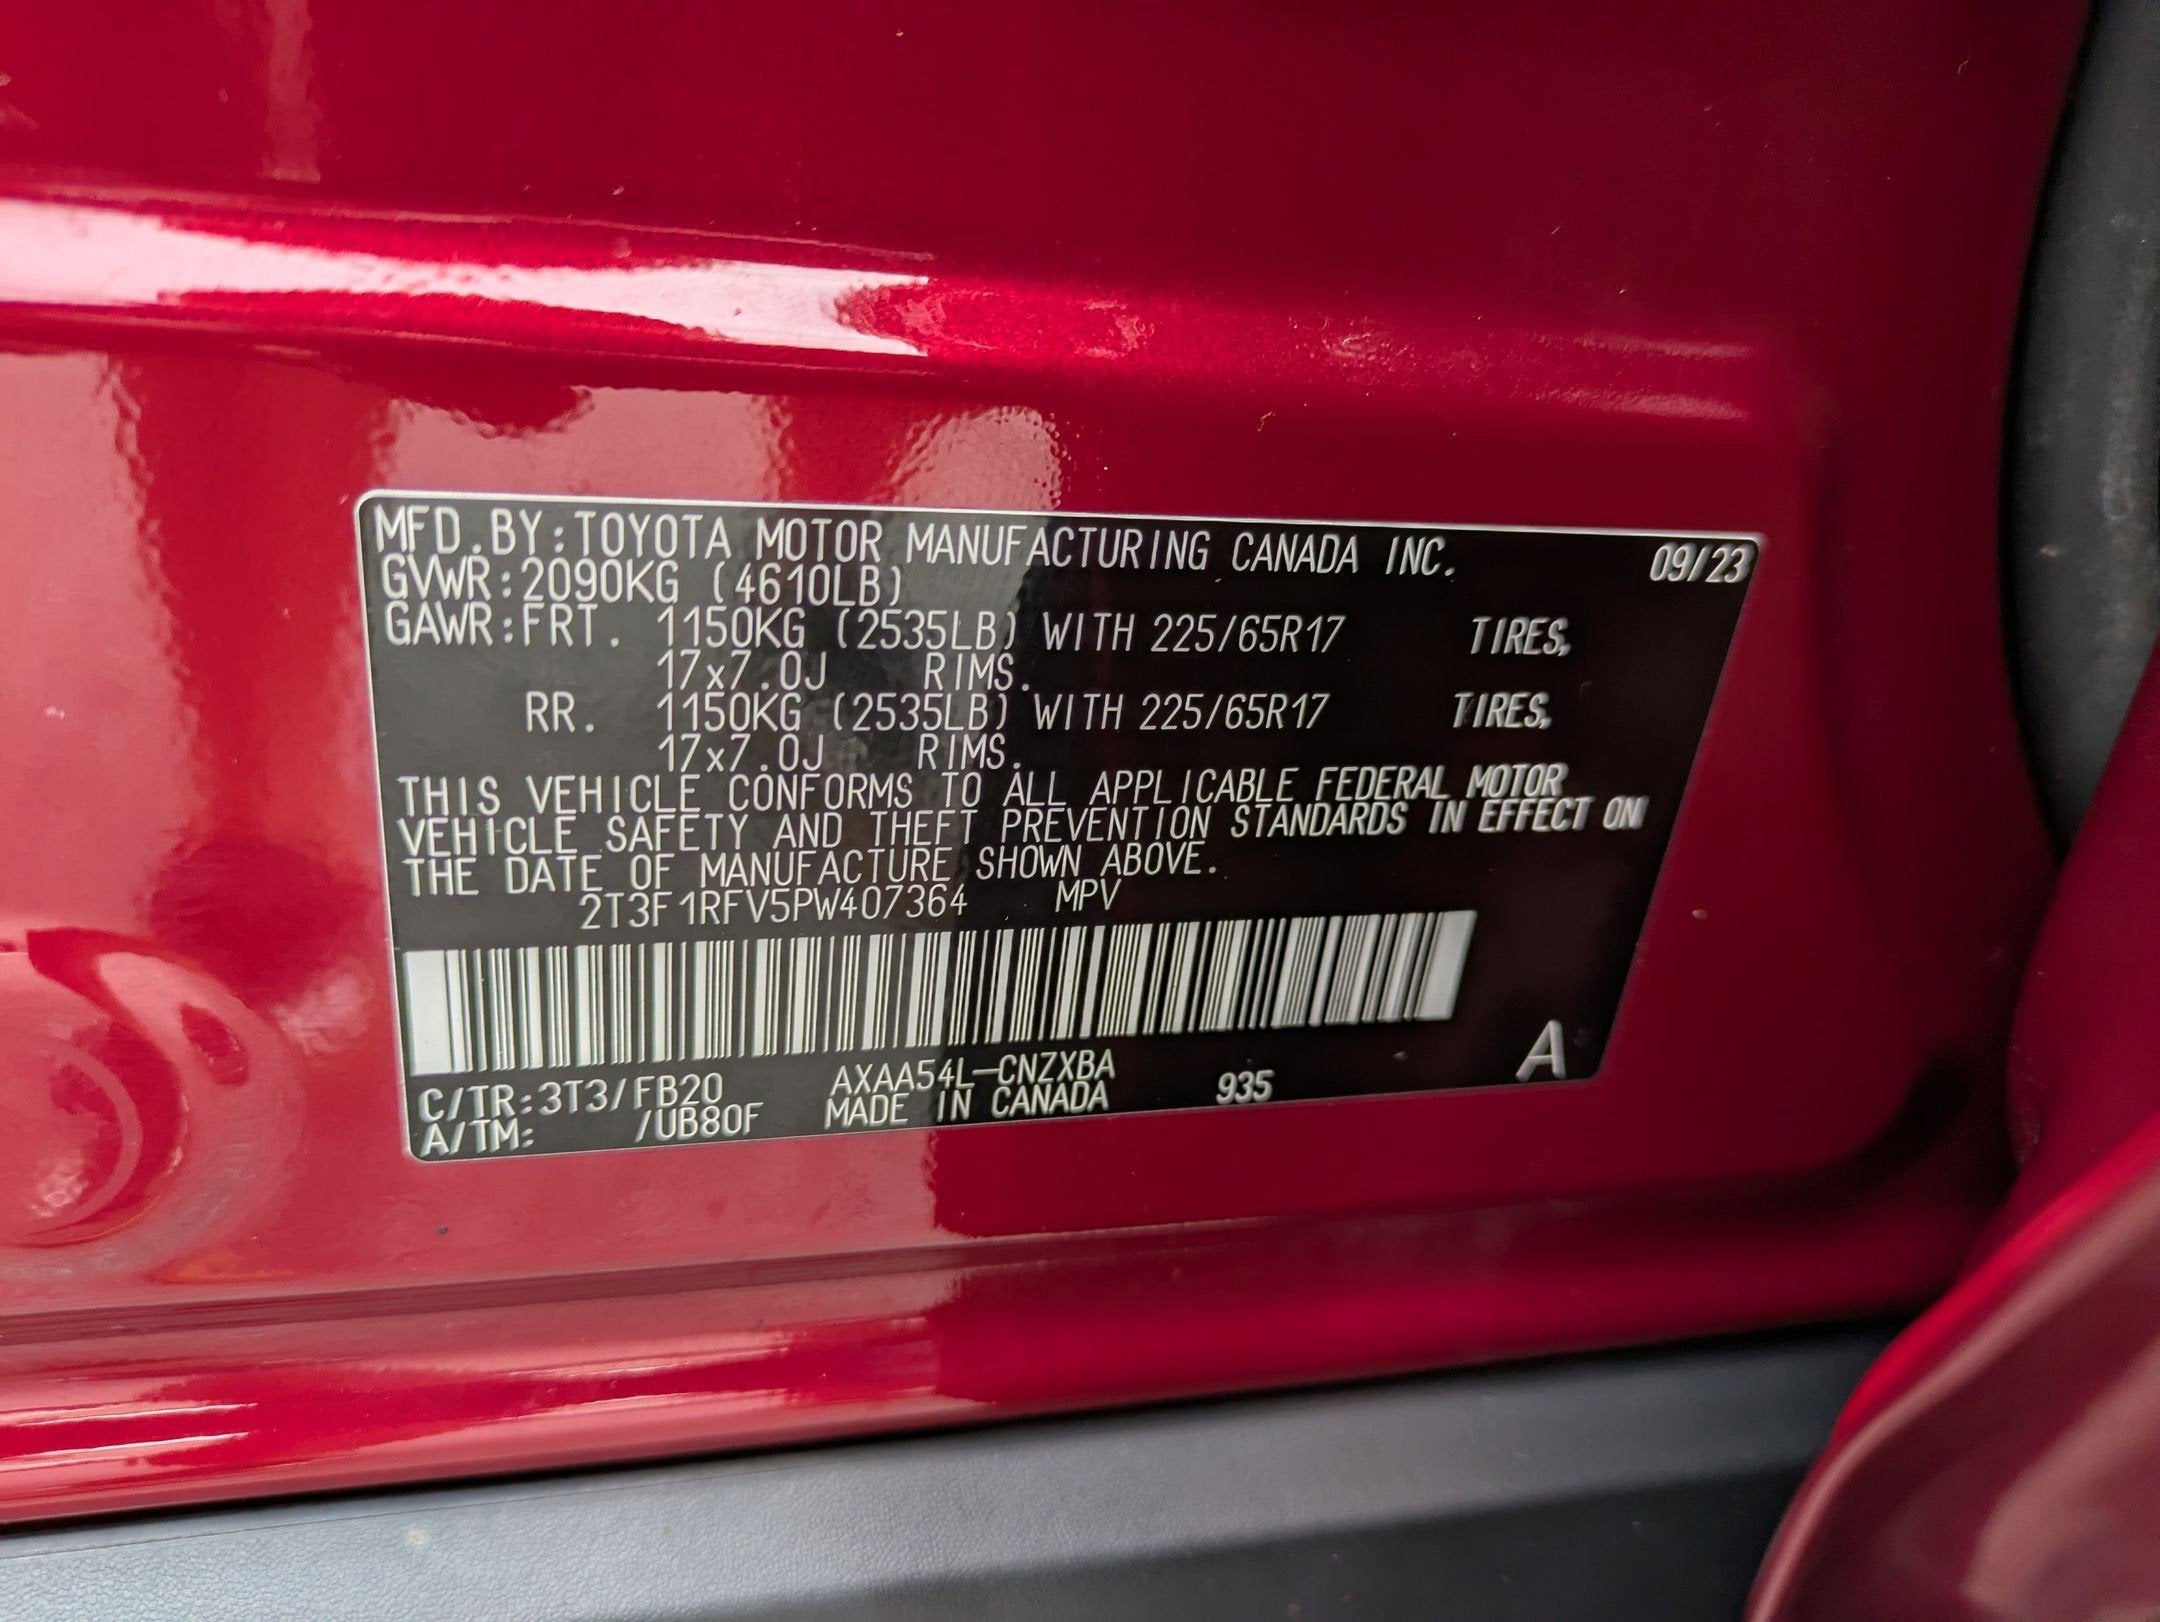 MFD.BY:TOYOTA MOTOR MANUFACTURING CANADA INC. 09/23
GVWR:2090KG (4610LB)
GAWR:FRT. 1150KG (2535LB) WITH 225/65R17 TIRES,
17x7.0J RIMS.
RR. 1150KG (2535LB) WITH 225/65R17 TIRES,
17x7.0J RIMS.
THIS VEHICLE CONFORMS TO ALL APPLICABLE FEDERAL MOTOR
VEHICLE SAFETY AND THEFT PREVENTION STANDARDS IN EFFECT ON
THE DATE OF MANUFACTURE SHOWN ABOVE.
2T3F1RFV5PW407364 MPV
C/TR:3T3/FB20 AXAA54L-CNZXBA 935 A
A/TM: /UB80F MADE IN CANADA